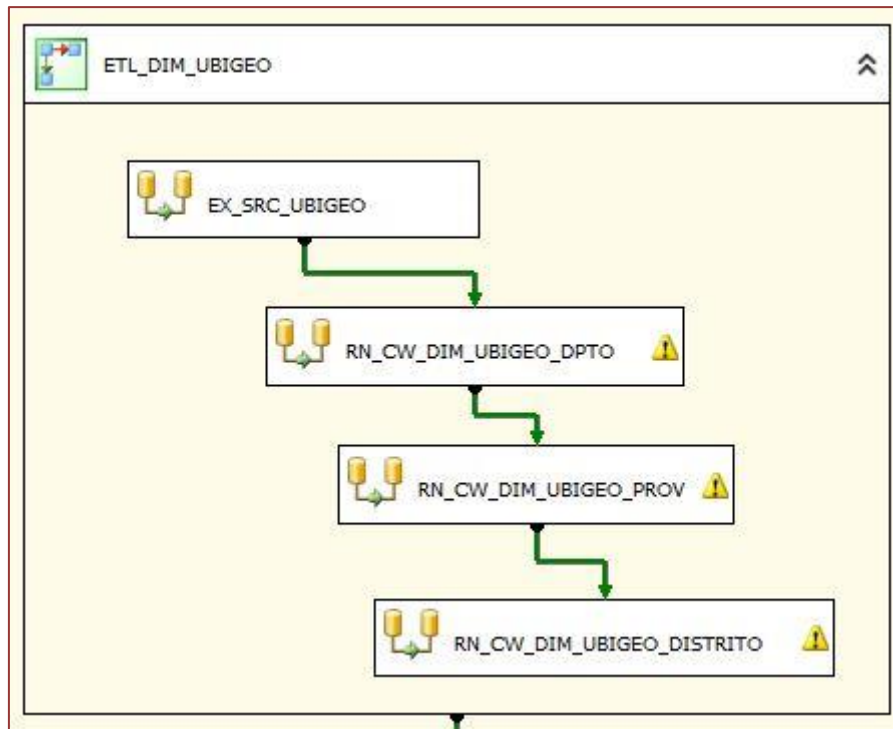 ETL_DIM_UBIGEO
EX_SRC_UBIGEO
RN_CW_DIM_UBIGEO_DPTO
RN_CW_DIM_UBIGEO_PROV
RN_CW_DIM_UBIGEO_DISTRITO